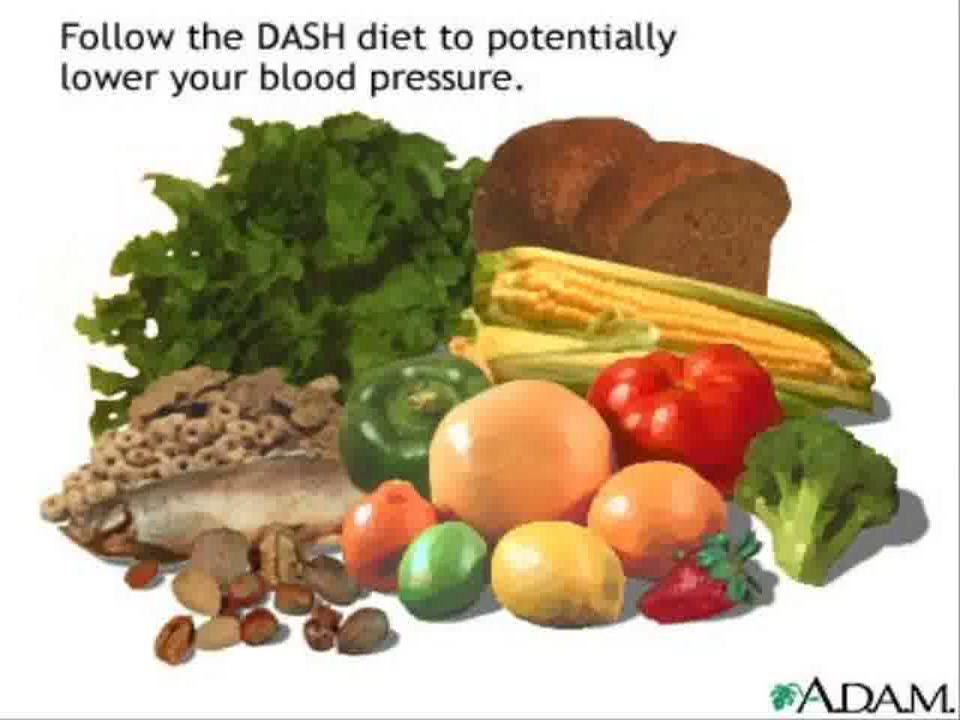 Follow the DASH diet to potentially
lower your blood pressure.
A.D.A.M.